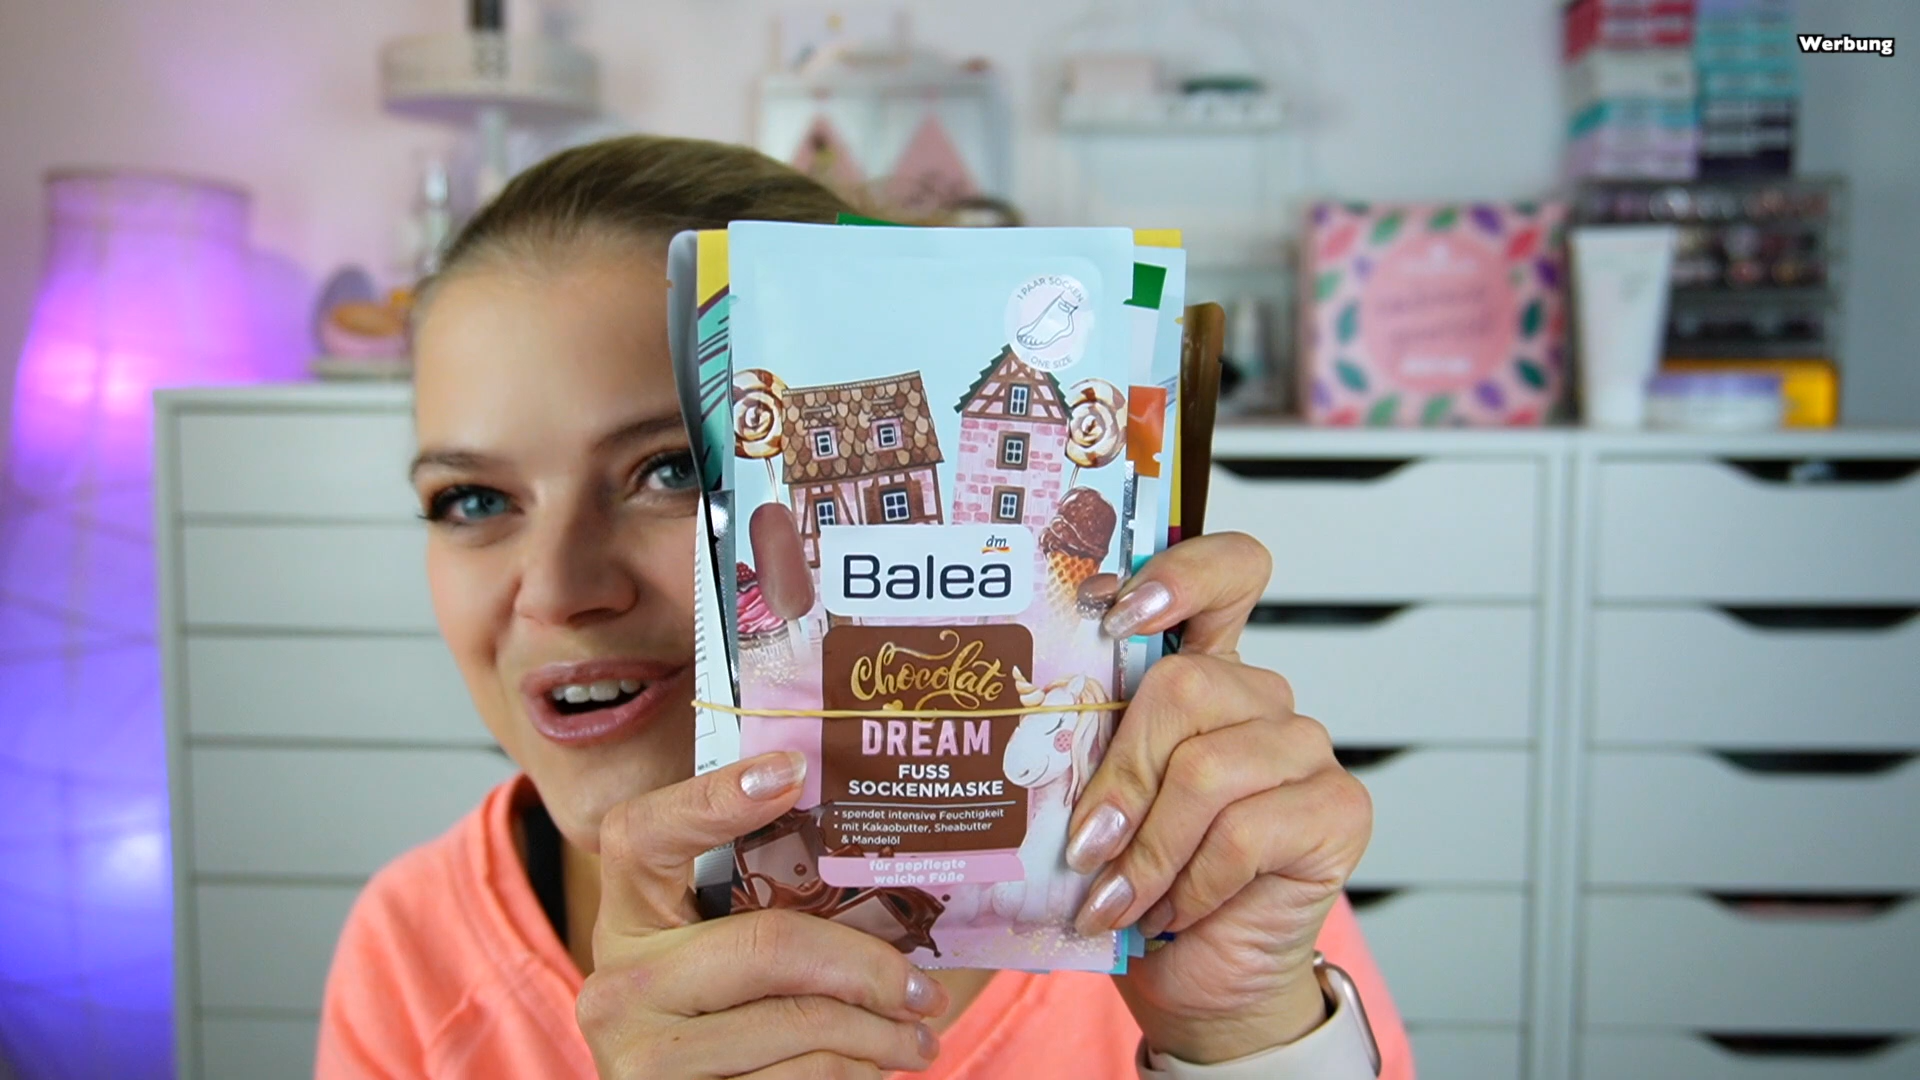 Werbung
1 PAAR SOCKEN
ONE SIZE
dm
Balea
Chocolate
DREAM
FUSS
SOCKENMASKE
• spendet intensive Feuchtigkeit
• mit Kakaobutter, Sheabutter
& Mandelöl
für gepflegte
weiche Füße